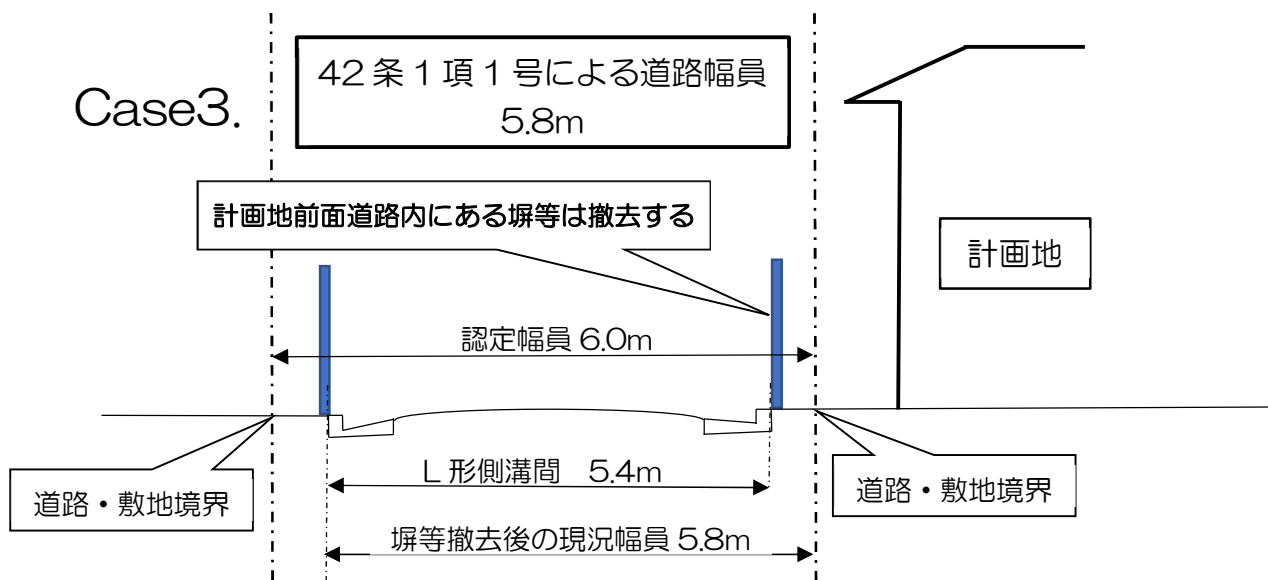 42条1項1号による道路幅員
5.8m
Case3.
計画地前面道路内にある塀等は撤去する
計画地
認定幅員 6.0m
L形側溝間 5.4m
道路・敷地境界
道路・敷地境界
塀等撤去後の現況幅員 5.8m